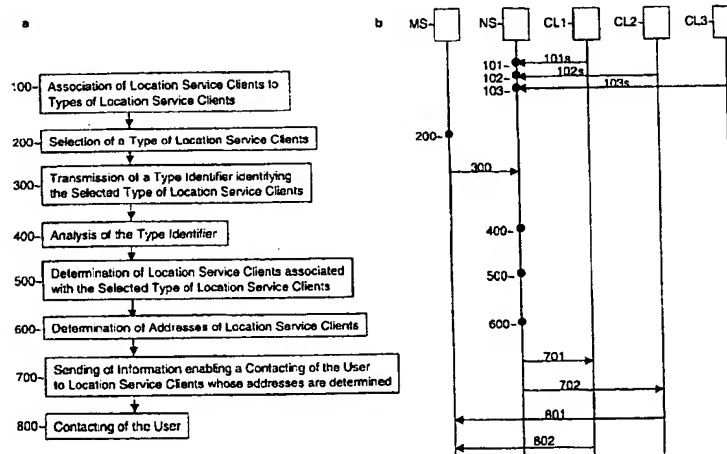 a
100- Association of Location Service Clients to
Types of Location Service Clients
200- Selection of a Type of Location Service Clients
300- Transmission of a Type Identifier identifying
the Selected Type of Location Service Clients
400- Analysis of the Type Identifier
500- Determination of Location Service Clients associated
with the Selected Type of Location Service Clients
600- Determination of Addresses of Location Service Clients
700- Sending of Information enabling a Contacting of the User
to Location Service Clients whose addresses are determined
800- Contacting of the User
b
MS- NS- CL1- CL2- CL3-
101- 101s
102- 102s
103- 103s
200-
300
400-
500-
600-
701
702
801
802